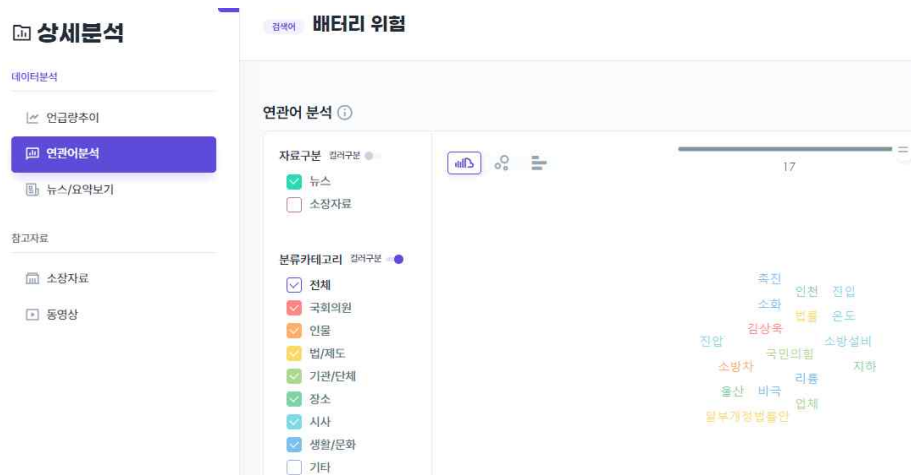 상세분석
데이터분석
언급량추이
연관어분석
뉴스/요약보기
참고자료
소장자료
동영상
검색어 배터리 위험
연관어 분석
자료구분 컬러구분
뉴스
소장자료
분류카테고리 컬러구분
전체
국회의원
인물
법/제도
기관/단체
장소
시사
생활/문화
기타
17
촉진
인천 진입
소화
법률 온도
김상욱
진압 소방설비
국민의힘
소방차 지하
리튬
울산 비극
업체
일부개정법률안